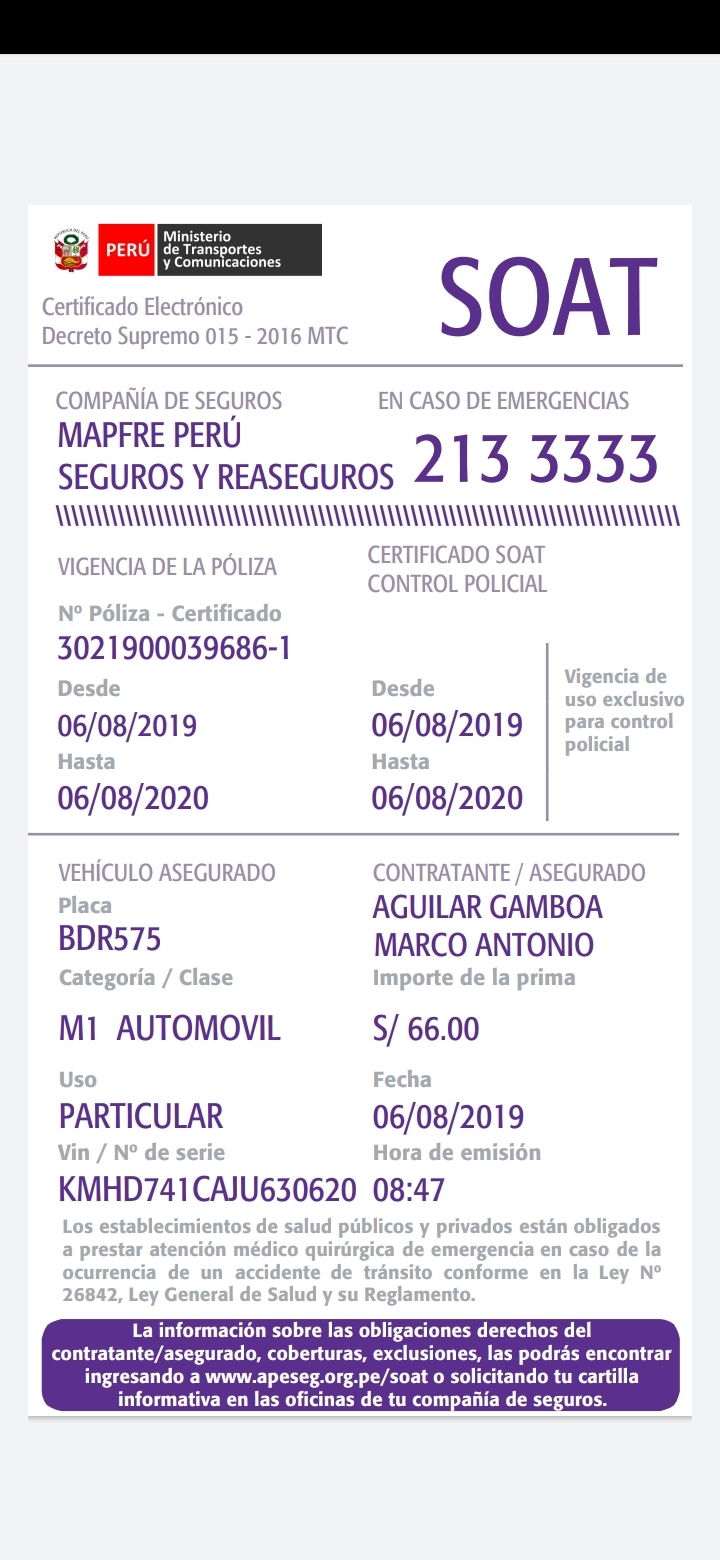 REPÚBLICA DEL PERÚ
PERÚ
Ministerio
de Transportes
y Comunicaciones
SOAT
Certificado Electrónico
Decreto Supremo 015 - 2016 MTC
COMPAÑÍA DE SEGUROS
MAPFRE PERÚ
SEGUROS Y REASEGUROS
EN CASO DE EMERGENCIAS
213 3333
VIGENCIA DE LA PÓLIZA
Nº Póliza - Certificado
3021900039686-1
Desde
06/08/2019
Hasta
06/08/2020
CERTIFICADO SOAT
CONTROL POLICIAL
Desde
06/08/2019
Hasta
06/08/2020
Vigencia de
uso exclusivo
para control
policial
VEHÍCULO ASEGURADO
Placa
BDR575
Categoría / Clase
M1 AUTOMOVIL
Uso
PARTICULAR
Vin / Nº de serie
KMHD741CAJU630620
CONTRATANTE / ASEGURADO
AGUILAR GAMBOA
MARCO ANTONIO
Importe de la prima
S/ 66.00
Fecha
06/08/2019
Hora de emisión
08:47
Los establecimientos de salud públicos y privados están obligados
a prestar atención médico quirúrgica de emergencia en caso de la
ocurrencia de un accidente de tránsito conforme en la Ley Nº
26842, Ley General de Salud y su Reglamento.
La información sobre las obligaciones derechos del
contratante/asegurado, coberturas, exclusiones, las podrás encontrar
ingresando a www.apeseg.org.pe/soat o solicitando tu cartilla
informativa en las oficinas de tu compañía de seguros.